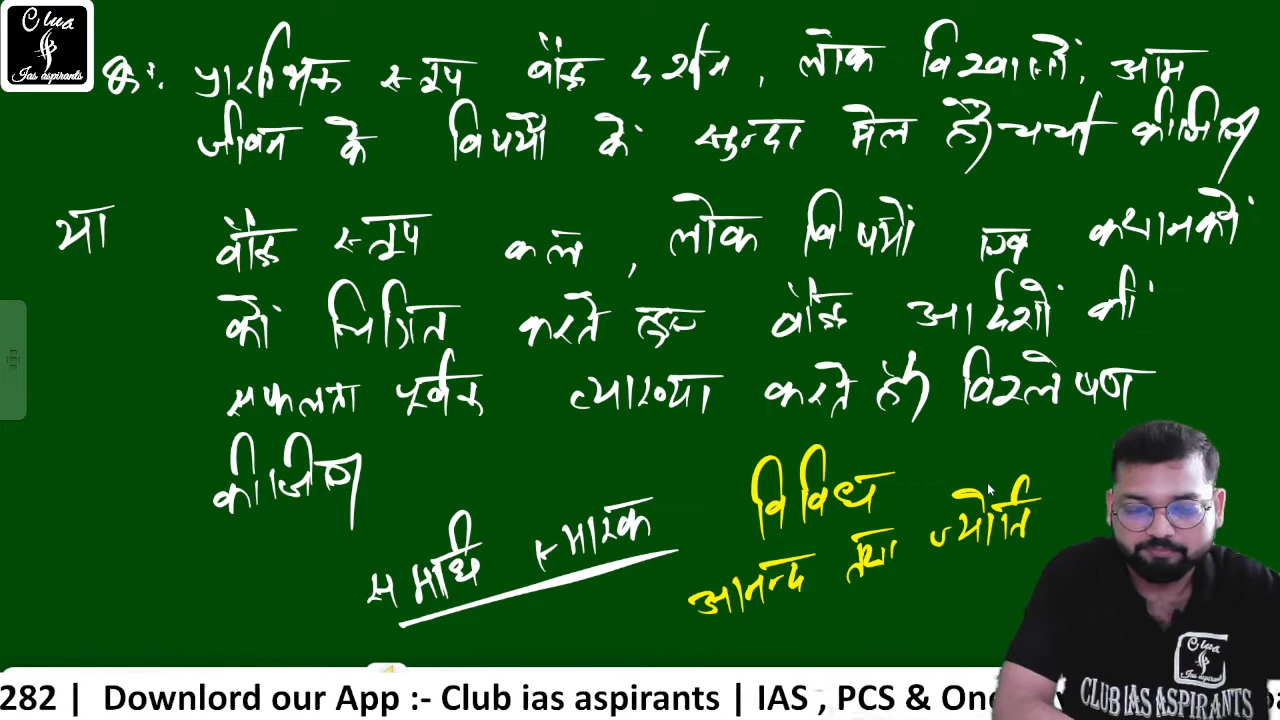 Club
Ias aspirants
क: प्रारम्भिक स्तूप बौद्ध दर्शन, लोक विश्वासों, आम
जीवन के विषयों के सुन्दर मेल है। चर्चा कीजिए।
या बौद्ध स्तूप कला, लोक विषयों एवं कथानकों
को चित्रित करते हुए बौद्ध आदर्शों की
सफलता पूर्वक व्याख्या करते है। विश्लेषण
कीजिए।
समाधि स्मारक
विविध
आनन्द तथा ज्योति
CLUB IAS ASPIRANTS
282 | Downlord our App :- Club ias aspirants | IAS , PCS & On